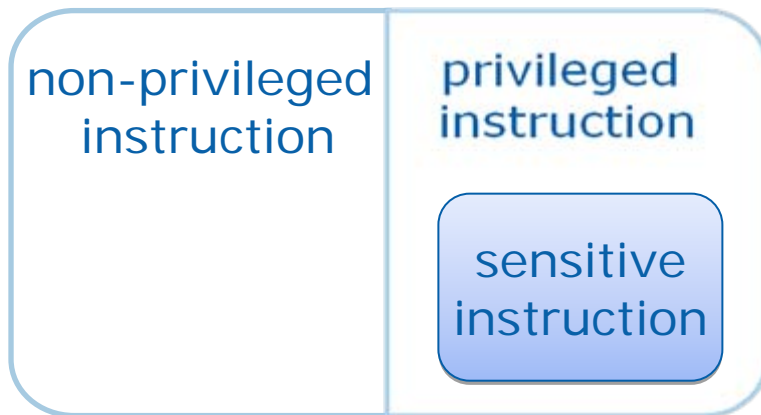 non-privileged
instruction
privileged
instruction
sensitive
instruction